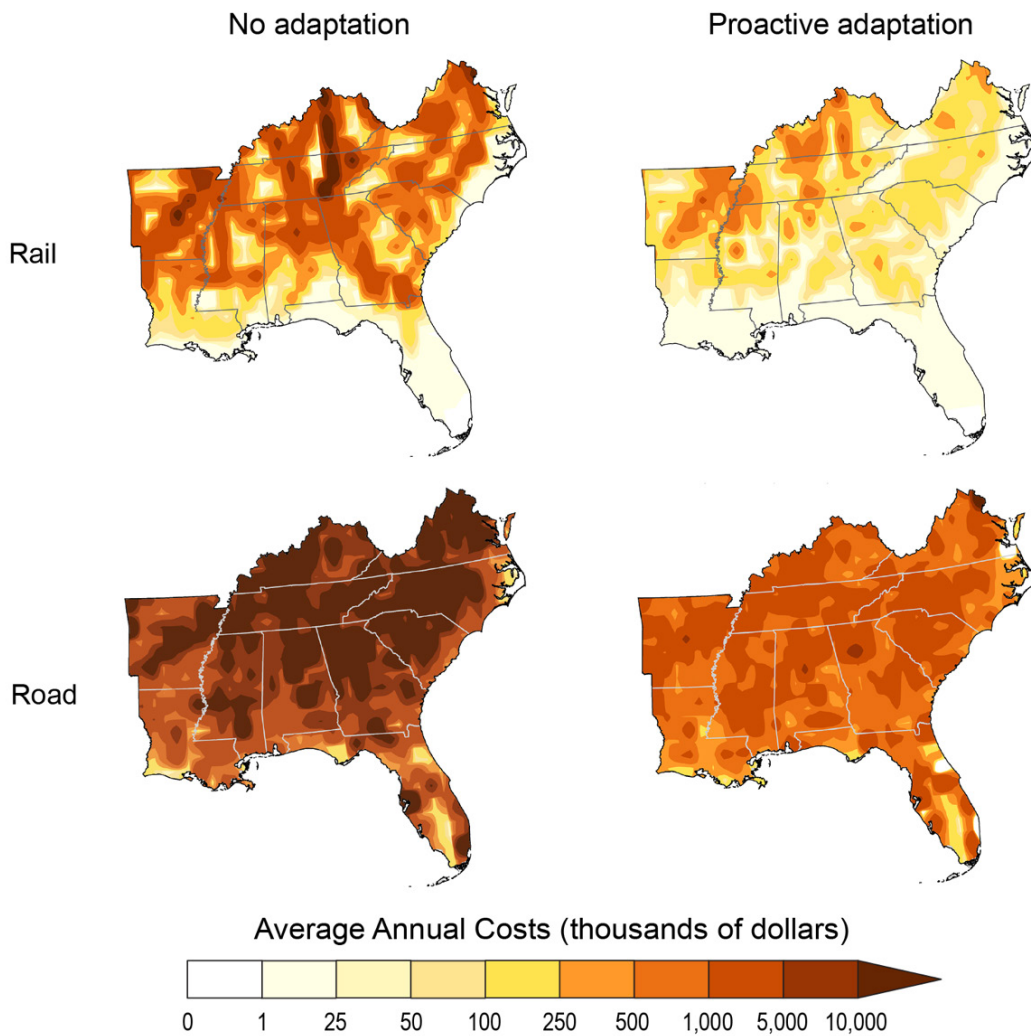 No adaptation Proactive adaptation
Rail
Road
Average Annual Costs (thousands of dollars)
0 1 25 50 100 250 500 1,000 5,000 10,000